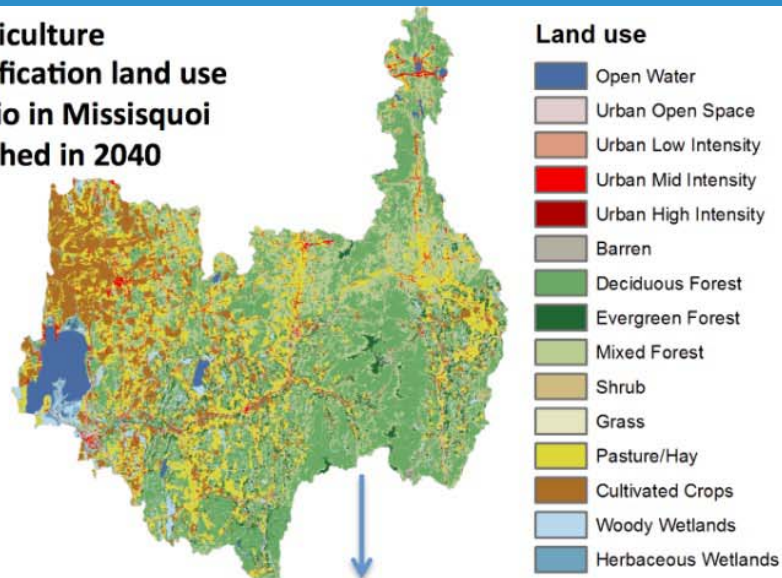 iculture
fication land use
io in Missisquoi
hed in 2040
Land use
Open Water
Urban Open Space
Urban Low Intensity
Urban Mid Intensity
Urban High Intensity
Barren
Deciduous Forest
Evergreen Forest
Mixed Forest
Shrub
Grass
Pasture/Hay
Cultivated Crops
Woody Wetlands
Herbaceous Wetlands